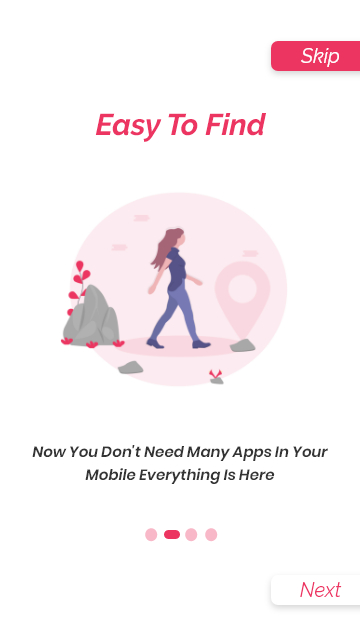 Skip
Easy To Find
Now You Don't Need Many Apps In Your
Mobile Everything Is Here
Next